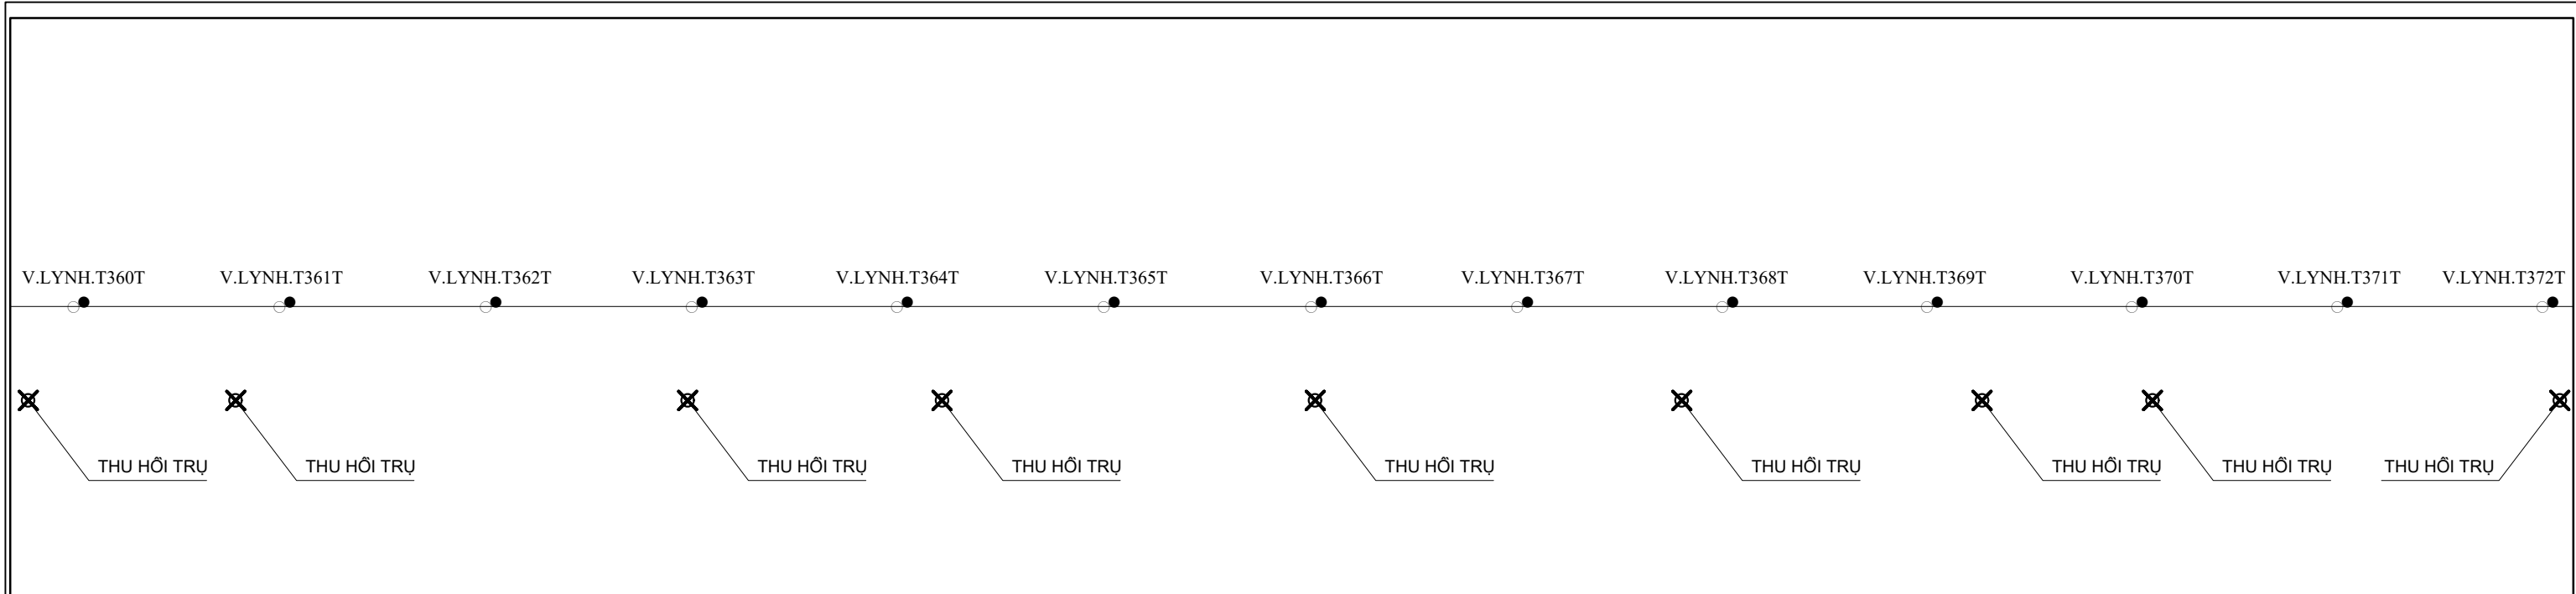 V.LYNH.T360T
V.LYNH.T361T
V.LYNH.T362T
V.LYNH.T363T
V.LYNH.T364T
V.LYNH.T365T
V.LYNH.T366T
V.LYNH.T367T
V.LYNH.T368T
V.LYNH.T369T
V.LYNH.T370T
V.LYNH.T371T
V.LYNH.T372T
THU HỒI TRỤ
THU HỒI TRỤ
THU HỒI TRỤ
THU HỒI TRỤ
THU HỒI TRỤ
THU HỒI TRỤ
THU HỒI TRỤ
THU HỒI TRỤ
THU HỒI TRỤ